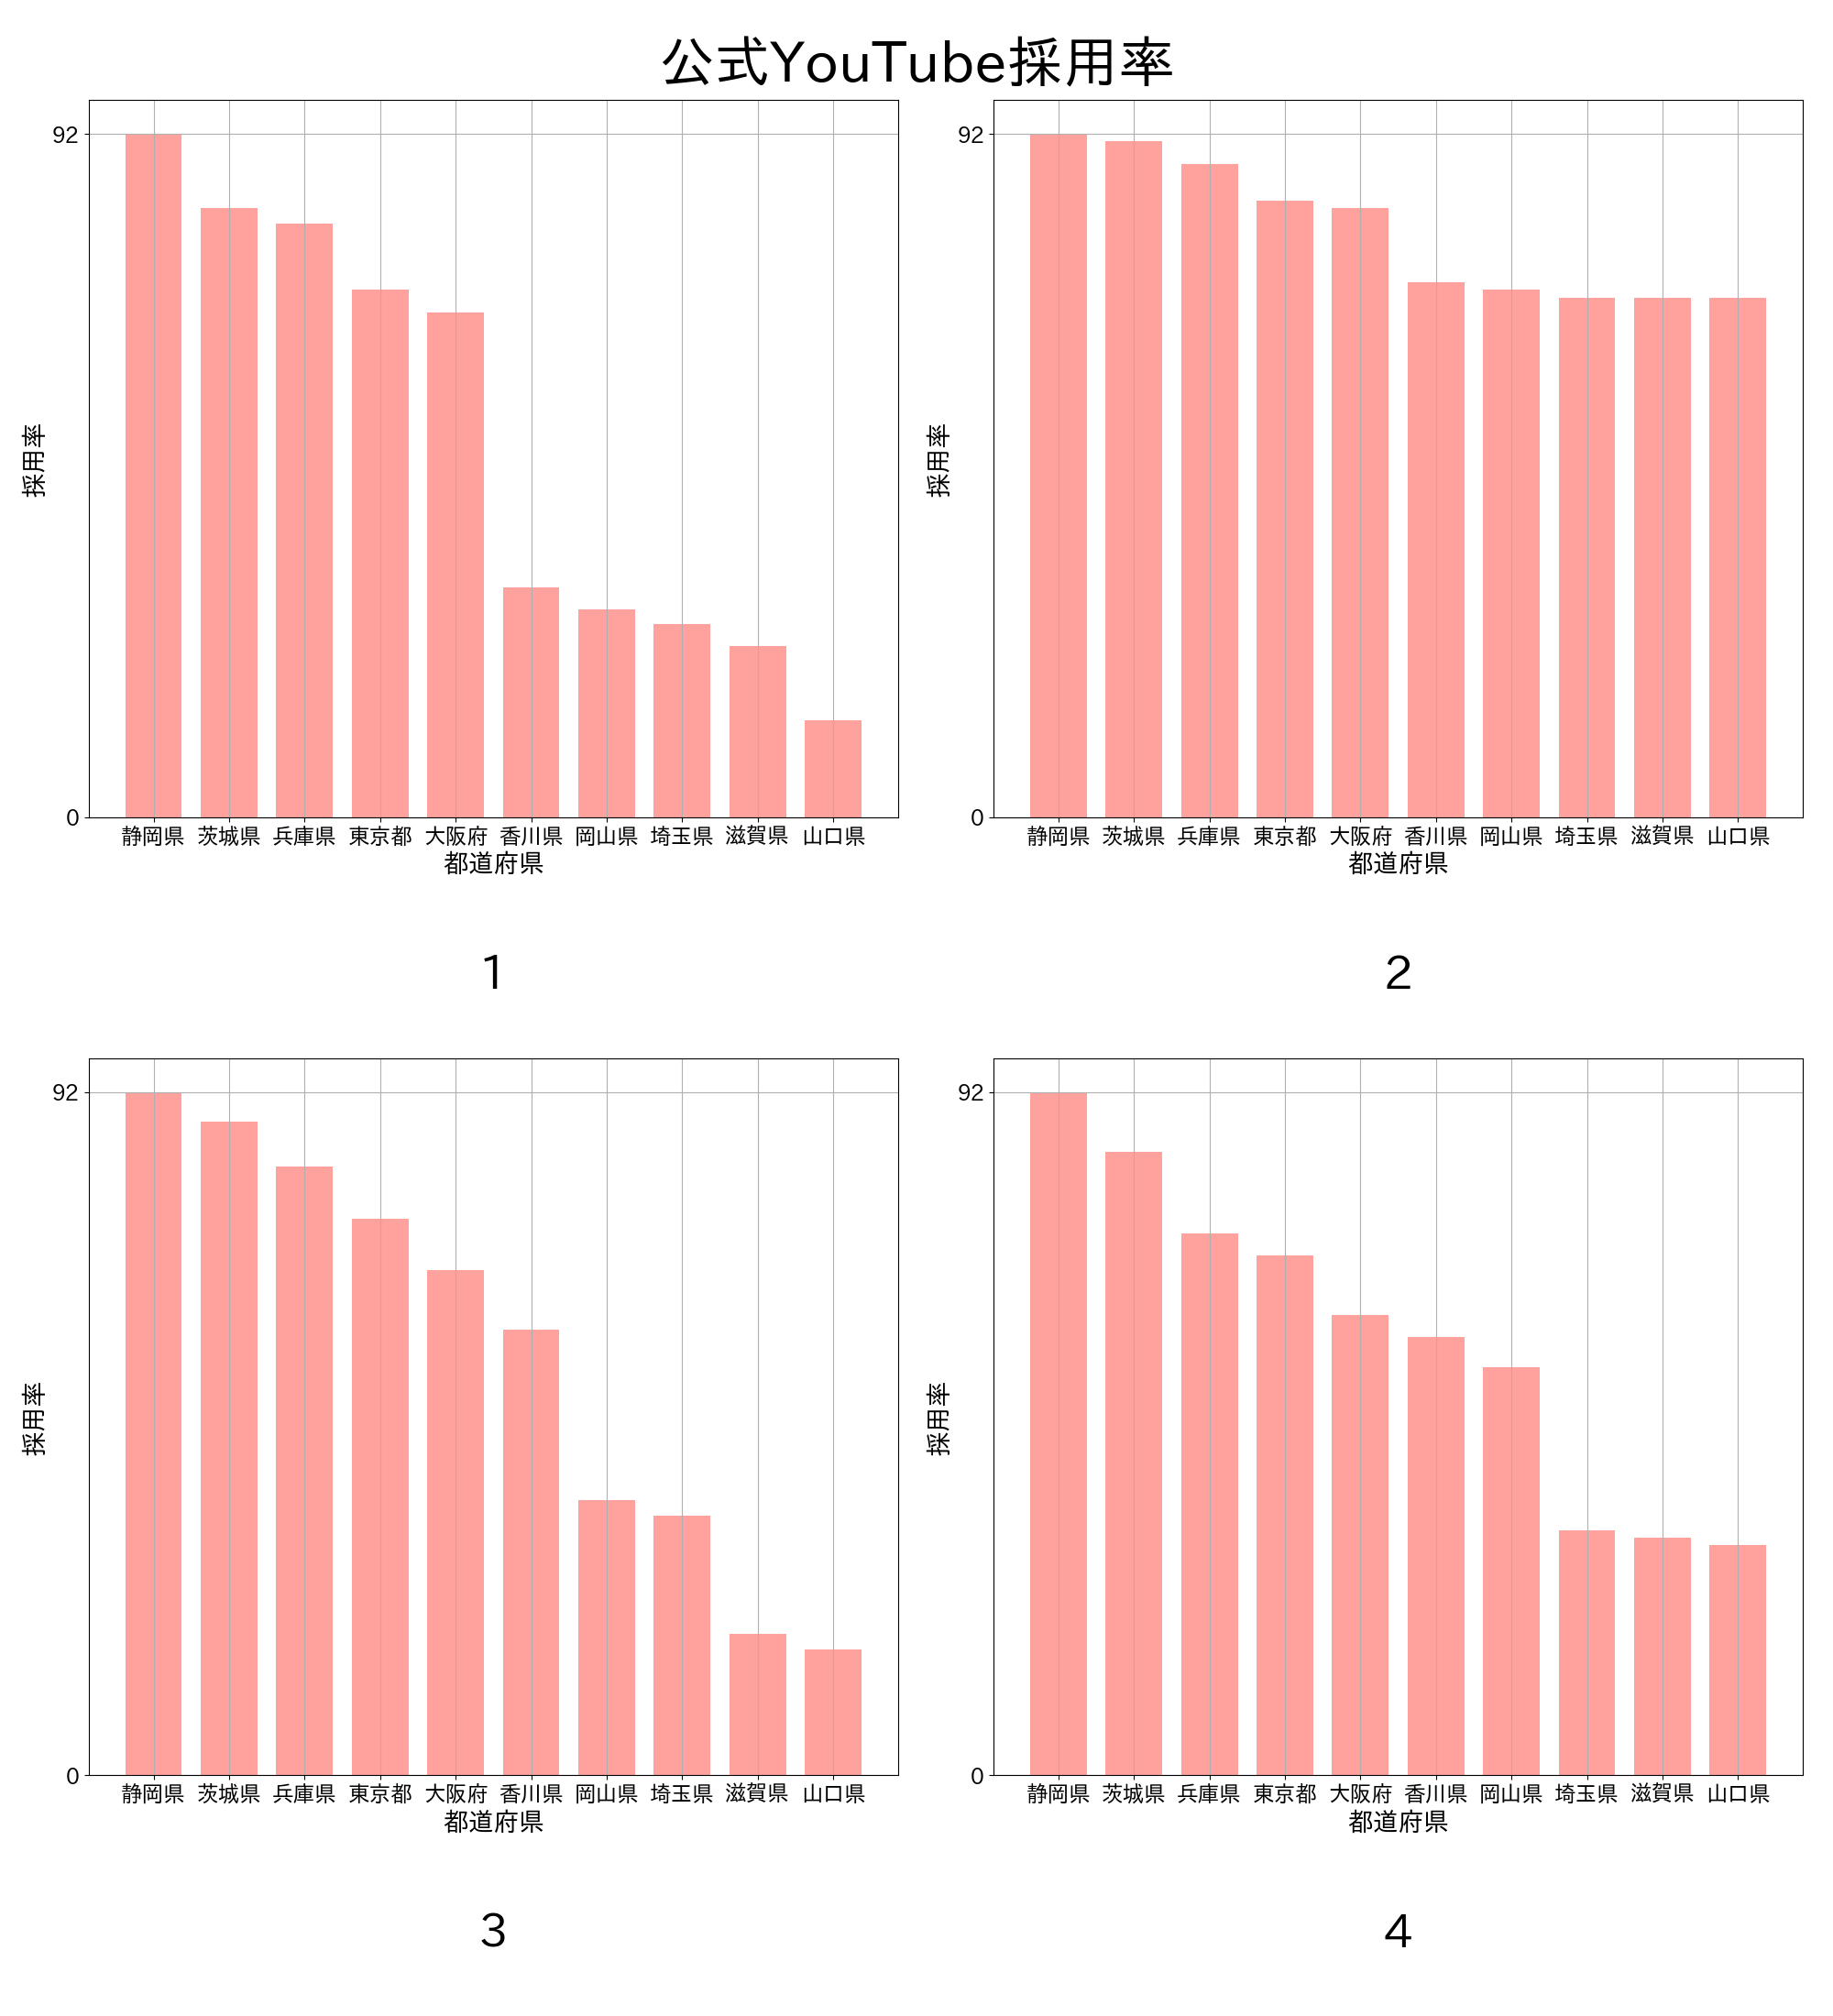 公式YouTube採用率
92
0
採用率
静岡県 茨城県 兵庫県 東京都 大阪府 香川県 岡山県 埼玉県 滋賀県 山口県
都道府県
1
92
0
採用率
静岡県 茨城県 兵庫県 東京都 大阪府 香川県 岡山県 埼玉県 滋賀県 山口県
都道府県
2
92
0
採用率
静岡県 茨城県 兵庫県 東京都 大阪府 香川県 岡山県 埼玉県 滋賀県 山口県
都道府県
3
92
0
採用率
静岡県 茨城県 兵庫県 東京都 大阪府 香川県 岡山県 埼玉県 滋賀県 山口県
都道府県
4